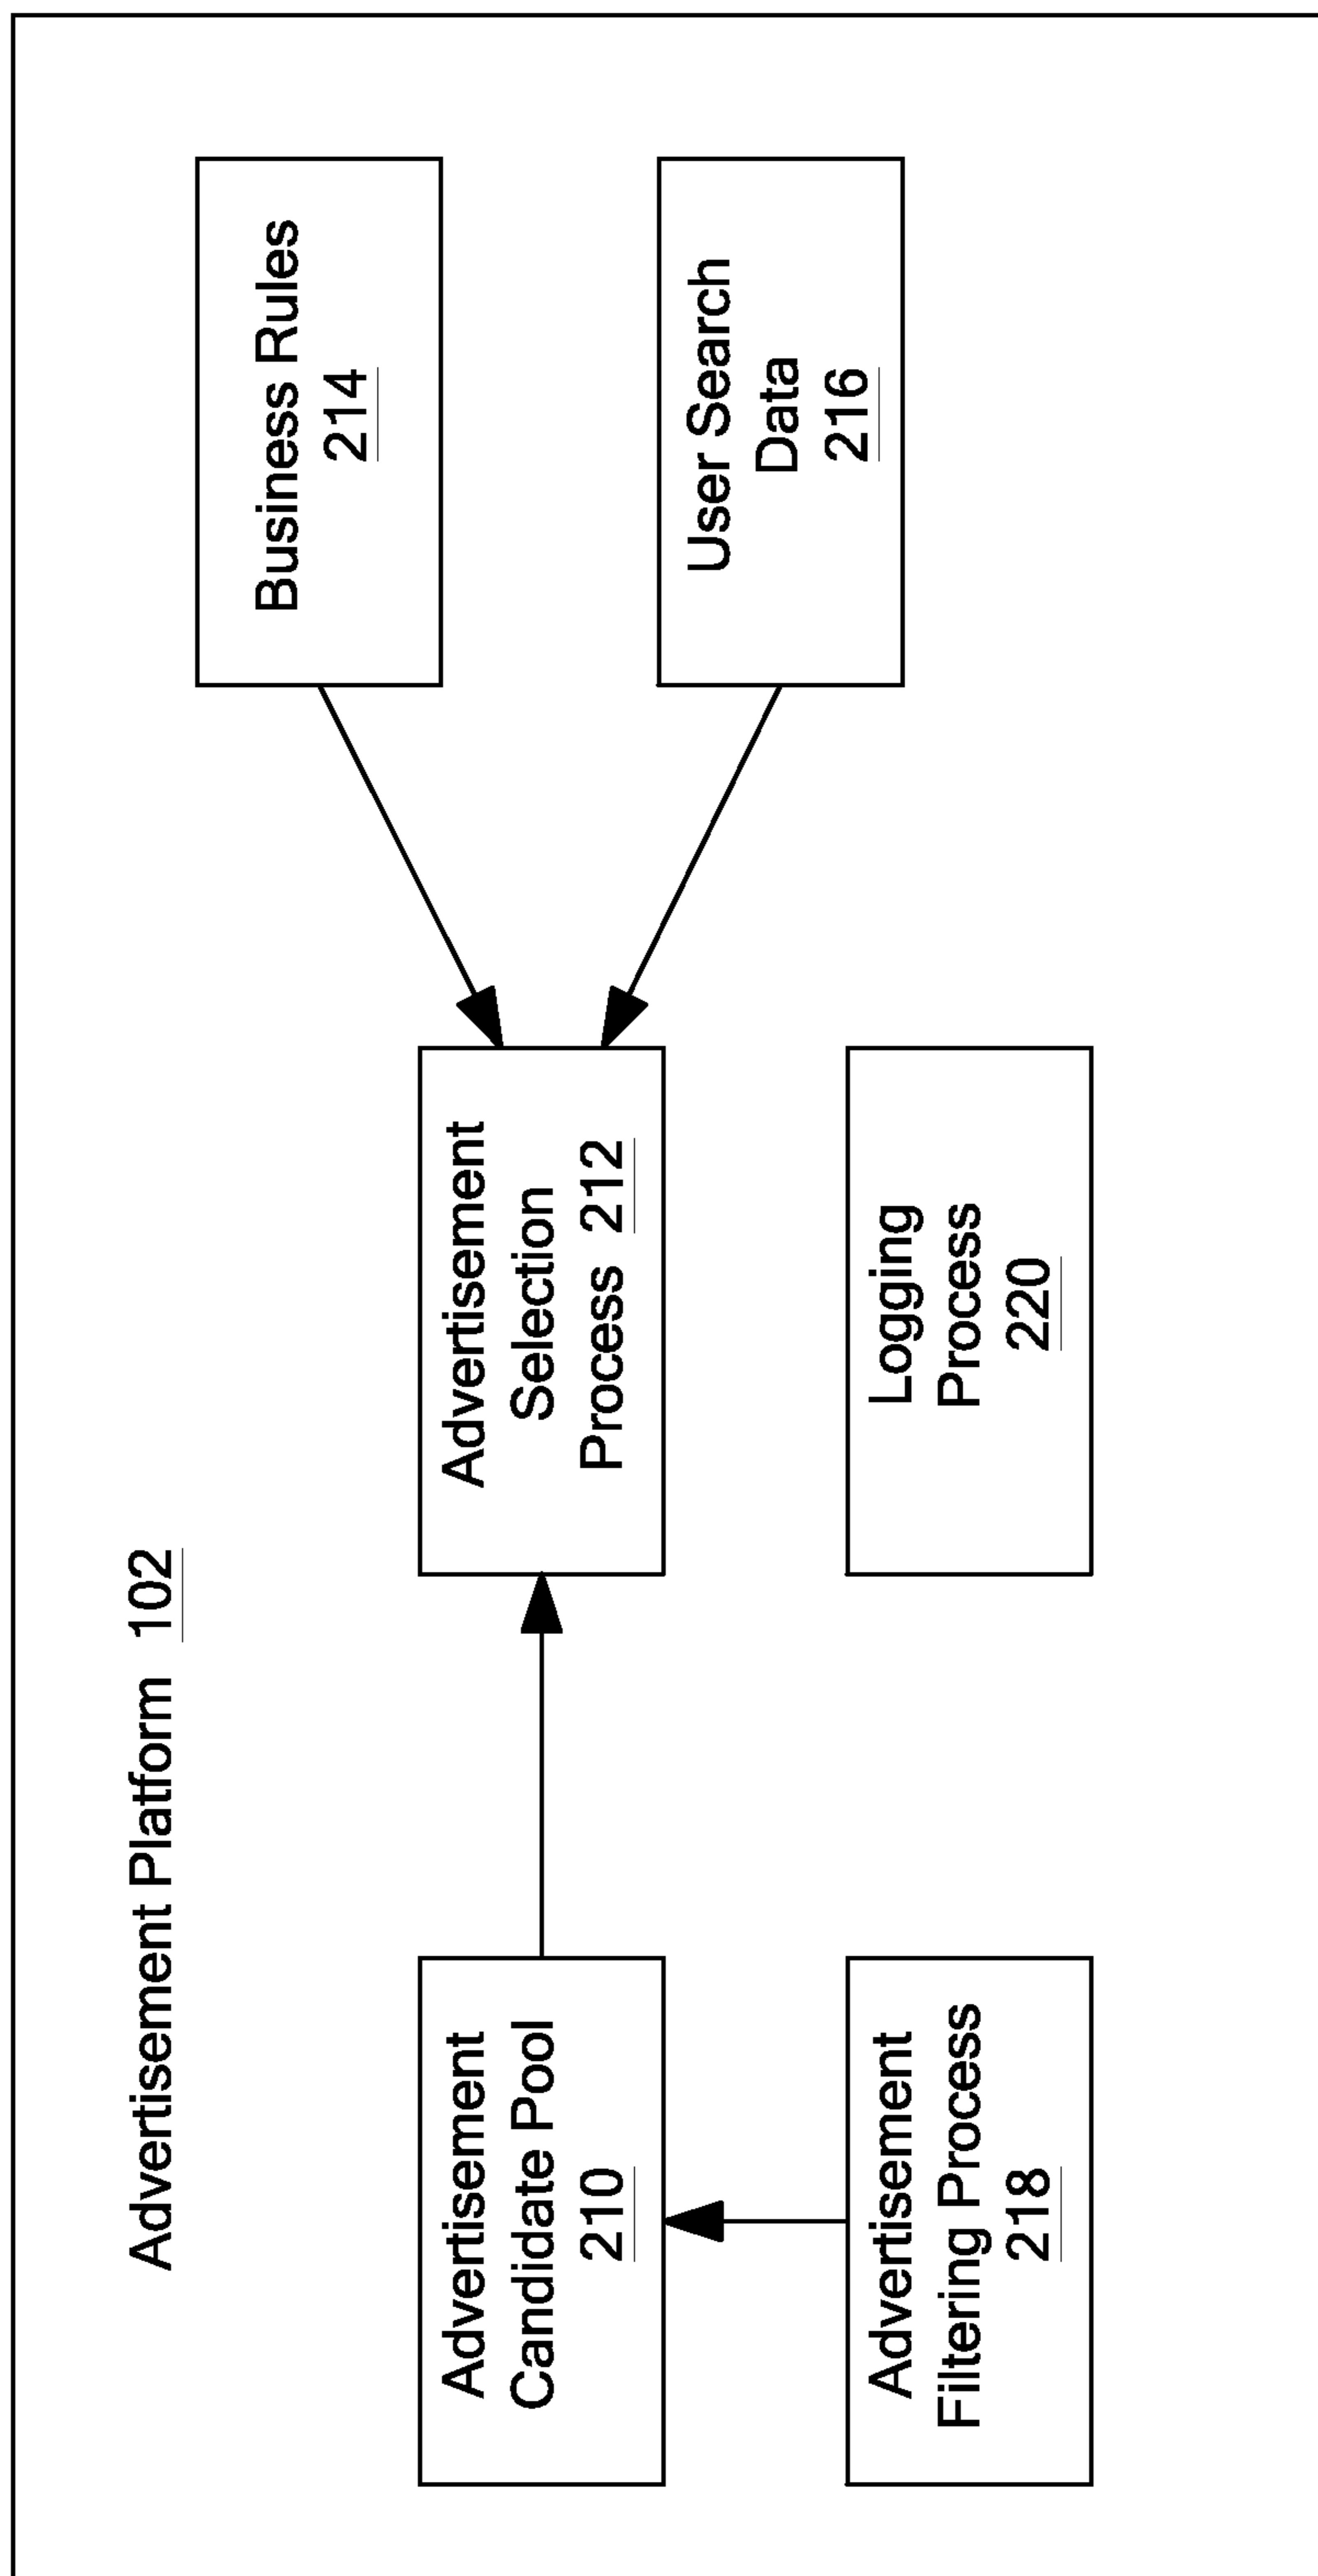 Advertisement Platform 102
Advertisement
Candidate Pool
210
Advertisement
Selection
Process 212
Business Rules
214
User Search
Data
216
Advertisement
Filtering Process
218
Logging
Process
220